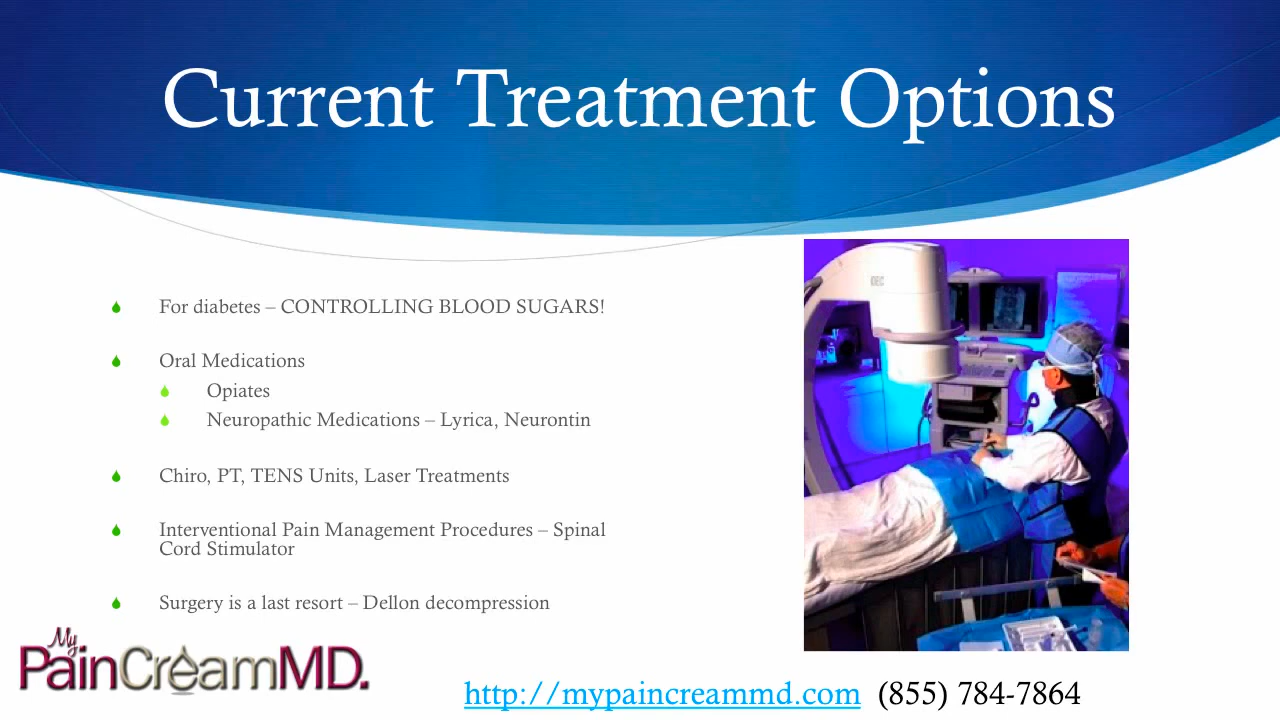 Current Treatment Options
For diabetes – CONTROLLING BLOOD SUGARS!
Oral Medications
Opiates
Neuropathic Medications – Lyrica, Neurontin
Chiro, PT, TENS Units, Laser Treatments
Interventional Pain Management Procedures – Spinal
Cord Stimulator
Surgery is a last resort – Dellon decompression
My
PainCreamMD.
http://mypaincreammd.com (855) 784-7864